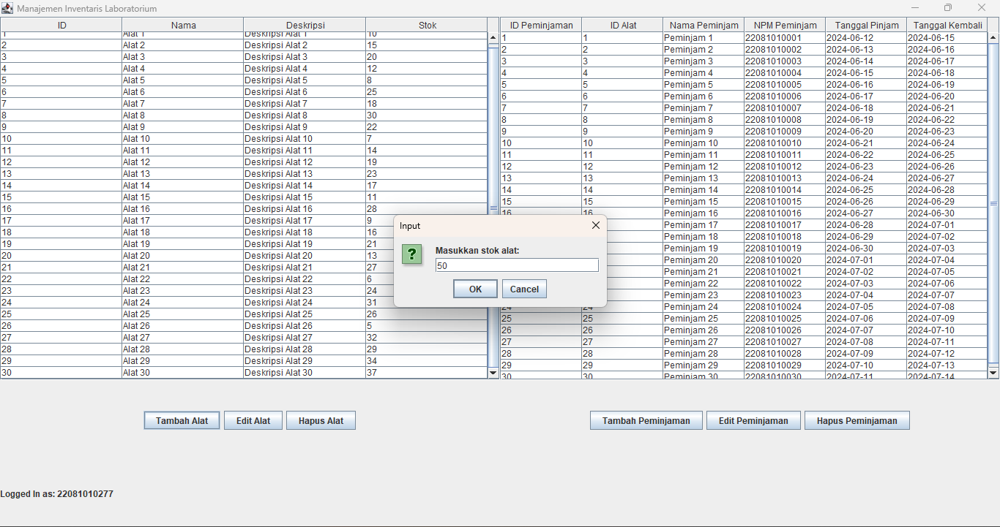 Manajemen Inventaris Laboratorium
ID Nama Deskripsi Stok
1 Alat 1 Deskripsi Alat 1 10
2 Alat 2 Deskripsi Alat 2 15
3 Alat 3 Deskripsi Alat 3 20
4 Alat 4 Deskripsi Alat 4 12
5 Alat 5 Deskripsi Alat 5 8
6 Alat 6 Deskripsi Alat 6 25
7 Alat 7 Deskripsi Alat 7 18
8 Alat 8 Deskripsi Alat 8 30
9 Alat 9 Deskripsi Alat 9 22
10 Alat 10 Deskripsi Alat 10 7
11 Alat 11 Deskripsi Alat 11 14
12 Alat 12 Deskripsi Alat 12 19
13 Alat 13 Deskripsi Alat 13 23
14 Alat 14 Deskripsi Alat 14 17
15 Alat 15 Deskripsi Alat 15 11
16 Alat 16 Deskripsi Alat 16 28
17 Alat 17 Deskripsi Alat 17 9
18 Alat 18 Deskripsi Alat 18 16
19 Alat 19 Deskripsi Alat 19 21
20 Alat 20 Deskripsi Alat 20 13
21 Alat 21 Deskripsi Alat 21 27
22 Alat 22 Deskripsi Alat 22 6
23 Alat 23 Deskripsi Alat 23 24
24 Alat 24 Deskripsi Alat 24 31
25 Alat 25 Deskripsi Alat 25 26
26 Alat 26 Deskripsi Alat 26 5
27 Alat 27 Deskripsi Alat 27 32
28 Alat 28 Deskripsi Alat 28 29
29 Alat 29 Deskripsi Alat 29 34
30 Alat 30 Deskripsi Alat 30 37
ID Peminjaman ID Alat Nama Peminjam NPM Peminjam Tanggal Pinjam Tanggal Kembali
1 1 Peminjam 1 22081010001 2024-06-12 2024-06-15
2 2 Peminjam 2 22081010002 2024-06-13 2024-06-16
3 3 Peminjam 3 22081010003 2024-06-14 2024-06-17
4 4 Peminjam 4 22081010004 2024-06-15 2024-06-18
5 5 Peminjam 5 22081010005 2024-06-16 2024-06-19
6 6 Peminjam 6 22081010006 2024-06-17 2024-06-20
7 7 Peminjam 7 22081010007 2024-06-18 2024-06-21
8 8 Peminjam 8 22081010008 2024-06-19 2024-06-22
9 9 Peminjam 9 22081010009 2024-06-20 2024-06-23
10 10 Peminjam 10 22081010010 2024-06-21 2024-06-24
11 11 Peminjam 11 22081010011 2024-06-22 2024-06-25
12 12 Peminjam 12 22081010012 2024-06-23 2024-06-26
13 13 Peminjam 13 22081010013 2024-06-24 2024-06-27
14 14 Peminjam 14 22081010014 2024-06-25 2024-06-28
15 15 Peminjam 15 22081010015 2024-06-26 2024-06-29
16 16 Peminjam 16 22081010016 2024-06-27 2024-06-30
Peminjam 17 22081010017 2024-06-28 2024-07-01
Peminjam 18 22081010018 2024-06-29 2024-07-02
Peminjam 19 22081010019 2024-06-30 2024-07-03
Peminjam 20 22081010020 2024-07-01 2024-07-04
Peminjam 21 22081010021 2024-07-02 2024-07-05
Peminjam 22 22081010022 2024-07-03 2024-07-06
Peminjam 23 22081010023 2024-07-04 2024-07-07
24 24 Peminjam 24 22081010024 2024-07-05 2024-07-08
25 25 Peminjam 25 22081010025 2024-07-06 2024-07-09
26 26 Peminjam 26 22081010026 2024-07-07 2024-07-10
27 27 Peminjam 27 22081010027 2024-07-08 2024-07-11
28 28 Peminjam 28 22081010028 2024-07-09 2024-07-12
29 29 Peminjam 29 22081010029 2024-07-10 2024-07-13
30 30 Peminjam 30 22081010030 2024-07-11 2024-07-14
Input
Masukkan stok alat:
50
OK Cancel
Tambah Alat Edit Alat Hapus Alat
Tambah Peminjaman Edit Peminjaman Hapus Peminjaman
Logged In as: 22081010277